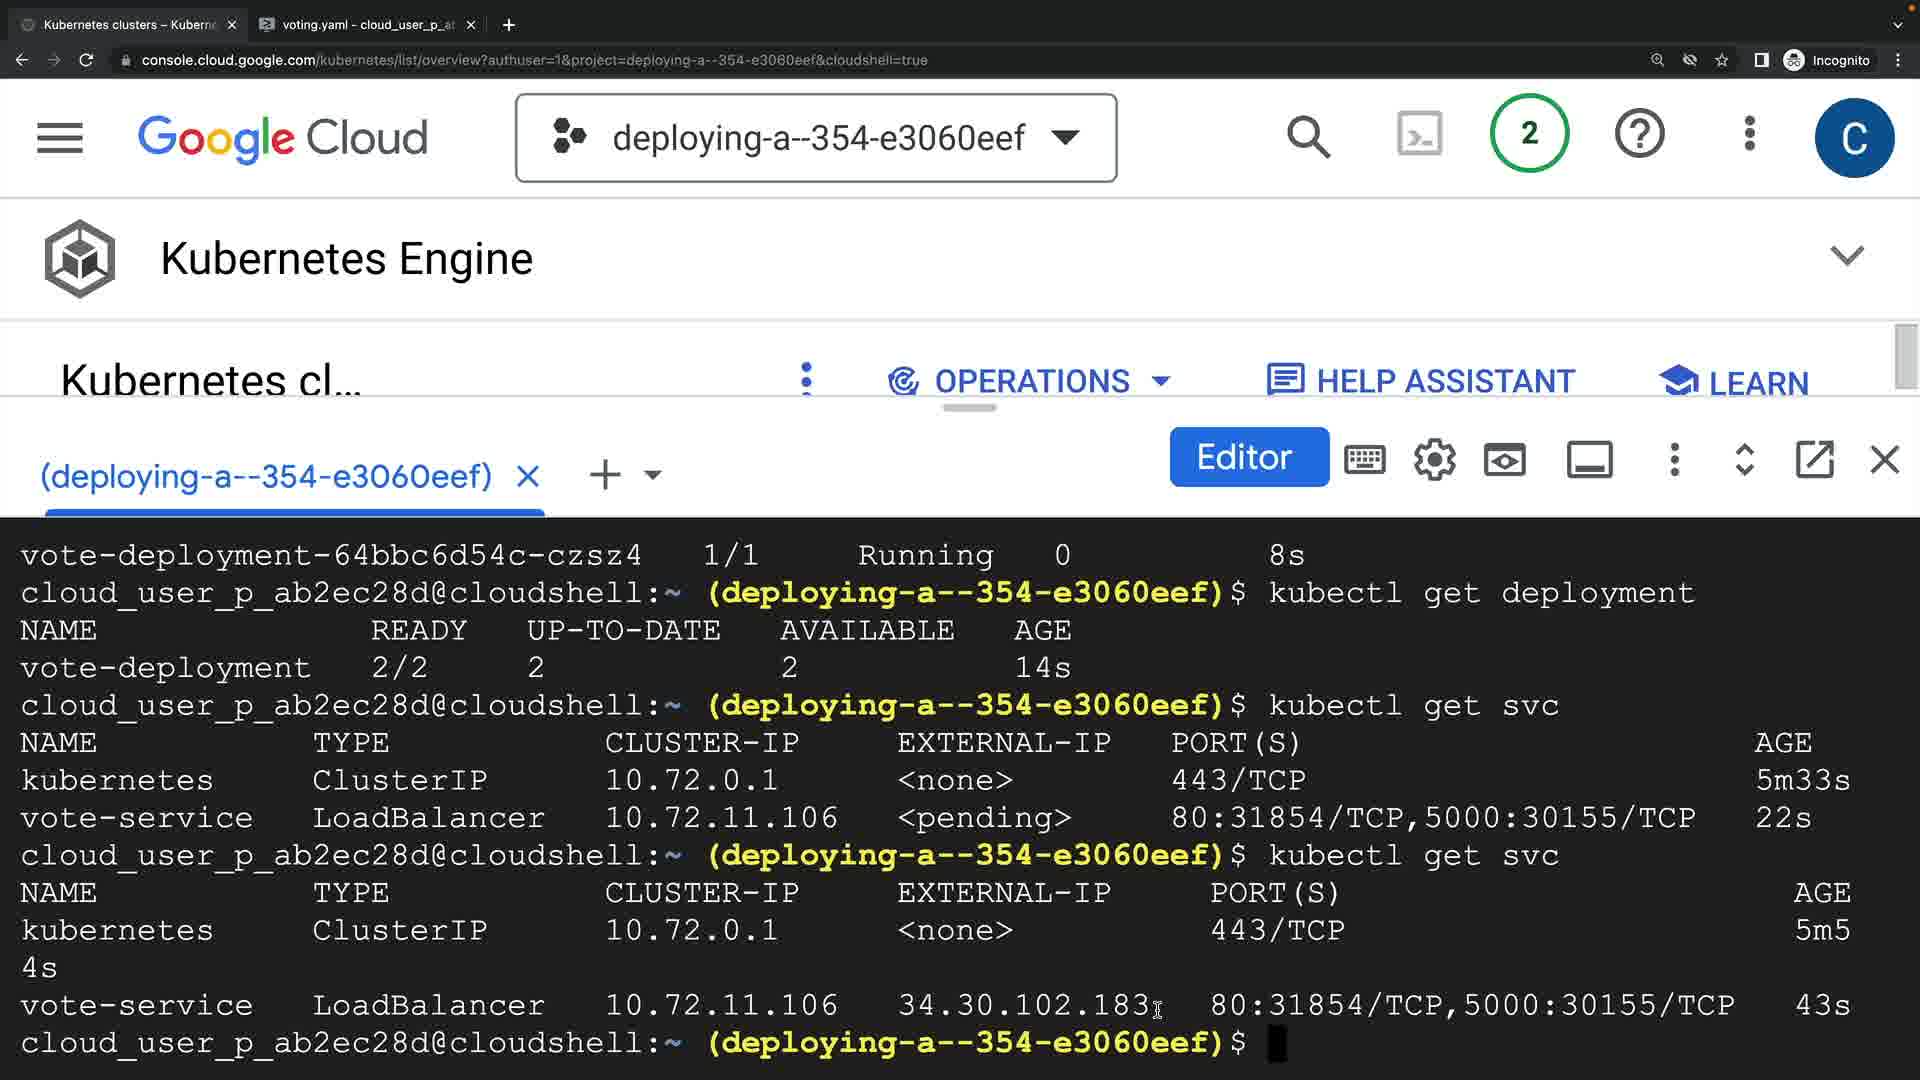 Kubernetes clusters – Kuberne
voting.yaml - cloud_user_p_ab
console.cloud.google.com/kubernetes/list/overview?authuser=1&project=deploying-a--354-e3060eef&cloudshell=true
Incognito
Google Cloud
deploying-a--354-e3060eef
2
C
Kubernetes Engine
Kubernetes cl...
OPERATIONS
HELP ASSISTANT
LEARN
(deploying-a--354-e3060eef)
Editor
vote-deployment-64bbc6d54c-czsz4 1/1 Running 0 8s
cloud_user_p_ab2ec28d@cloudshell:~ (deploying-a--354-e3060eef)$ kubectl get deployment
NAME READY UP-TO-DATE AVAILABLE AGE
vote-deployment 2/2 2 2 14s
cloud_user_p_ab2ec28d@cloudshell:~ (deploying-a--354-e3060eef)$ kubectl get svc
NAME TYPE CLUSTER-IP EXTERNAL-IP PORT(S) AGE
kubernetes ClusterIP 10.72.0.1 <none> 443/TCP 5m33s
vote-service LoadBalancer 10.72.11.106 <pending> 80:31854/TCP,5000:30155/TCP 22s
cloud_user_p_ab2ec28d@cloudshell:~ (deploying-a--354-e3060eef)$ kubectl get svc
NAME TYPE CLUSTER-IP EXTERNAL-IP PORT(S) AGE
kubernetes ClusterIP 10.72.0.1 <none> 443/TCP 5m5
4s
vote-service LoadBalancer 10.72.11.106 34.30.102.183 80:31854/TCP,5000:30155/TCP 43s
cloud_user_p_ab2ec28d@cloudshell:~ (deploying-a--354-e3060eef)$